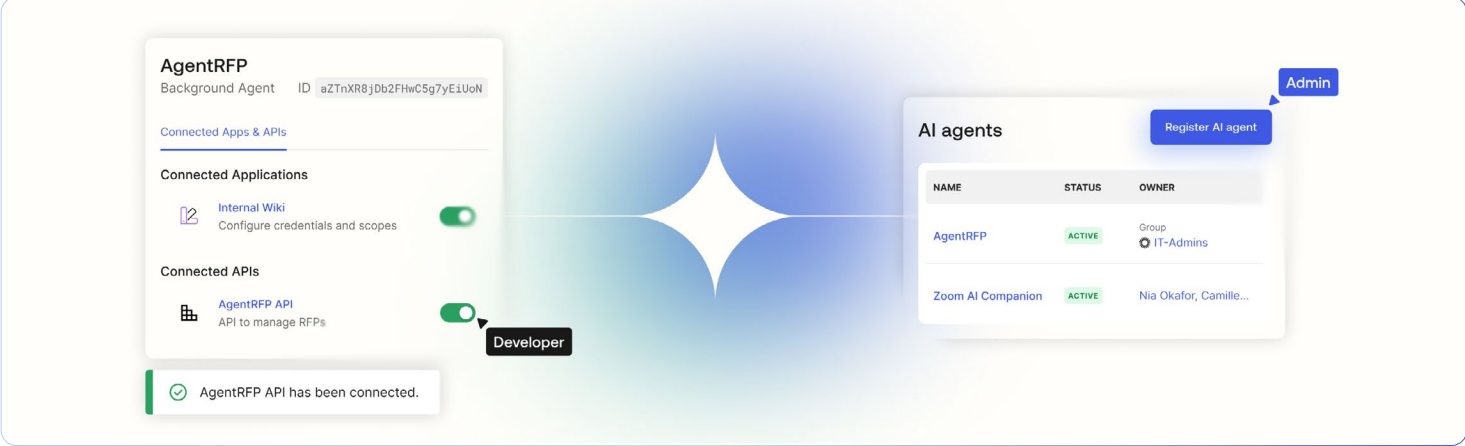 AgentRFP
Background Agent ID aZTnXR8jDb2FHwC5g7yEiUoN
Connected Apps & APIs
Connected Applications
Internal Wiki
Configure credentials and scopes
Connected APIs
AgentRFP API
API to manage RFPs
Developer
AgentRFP API has been connected.
Admin
AI agents
Register AI agent
NAME STATUS OWNER
AgentRFP ACTIVE Group
IT-Admins
Zoom AI Companion ACTIVE Nia Okafor, Camille...